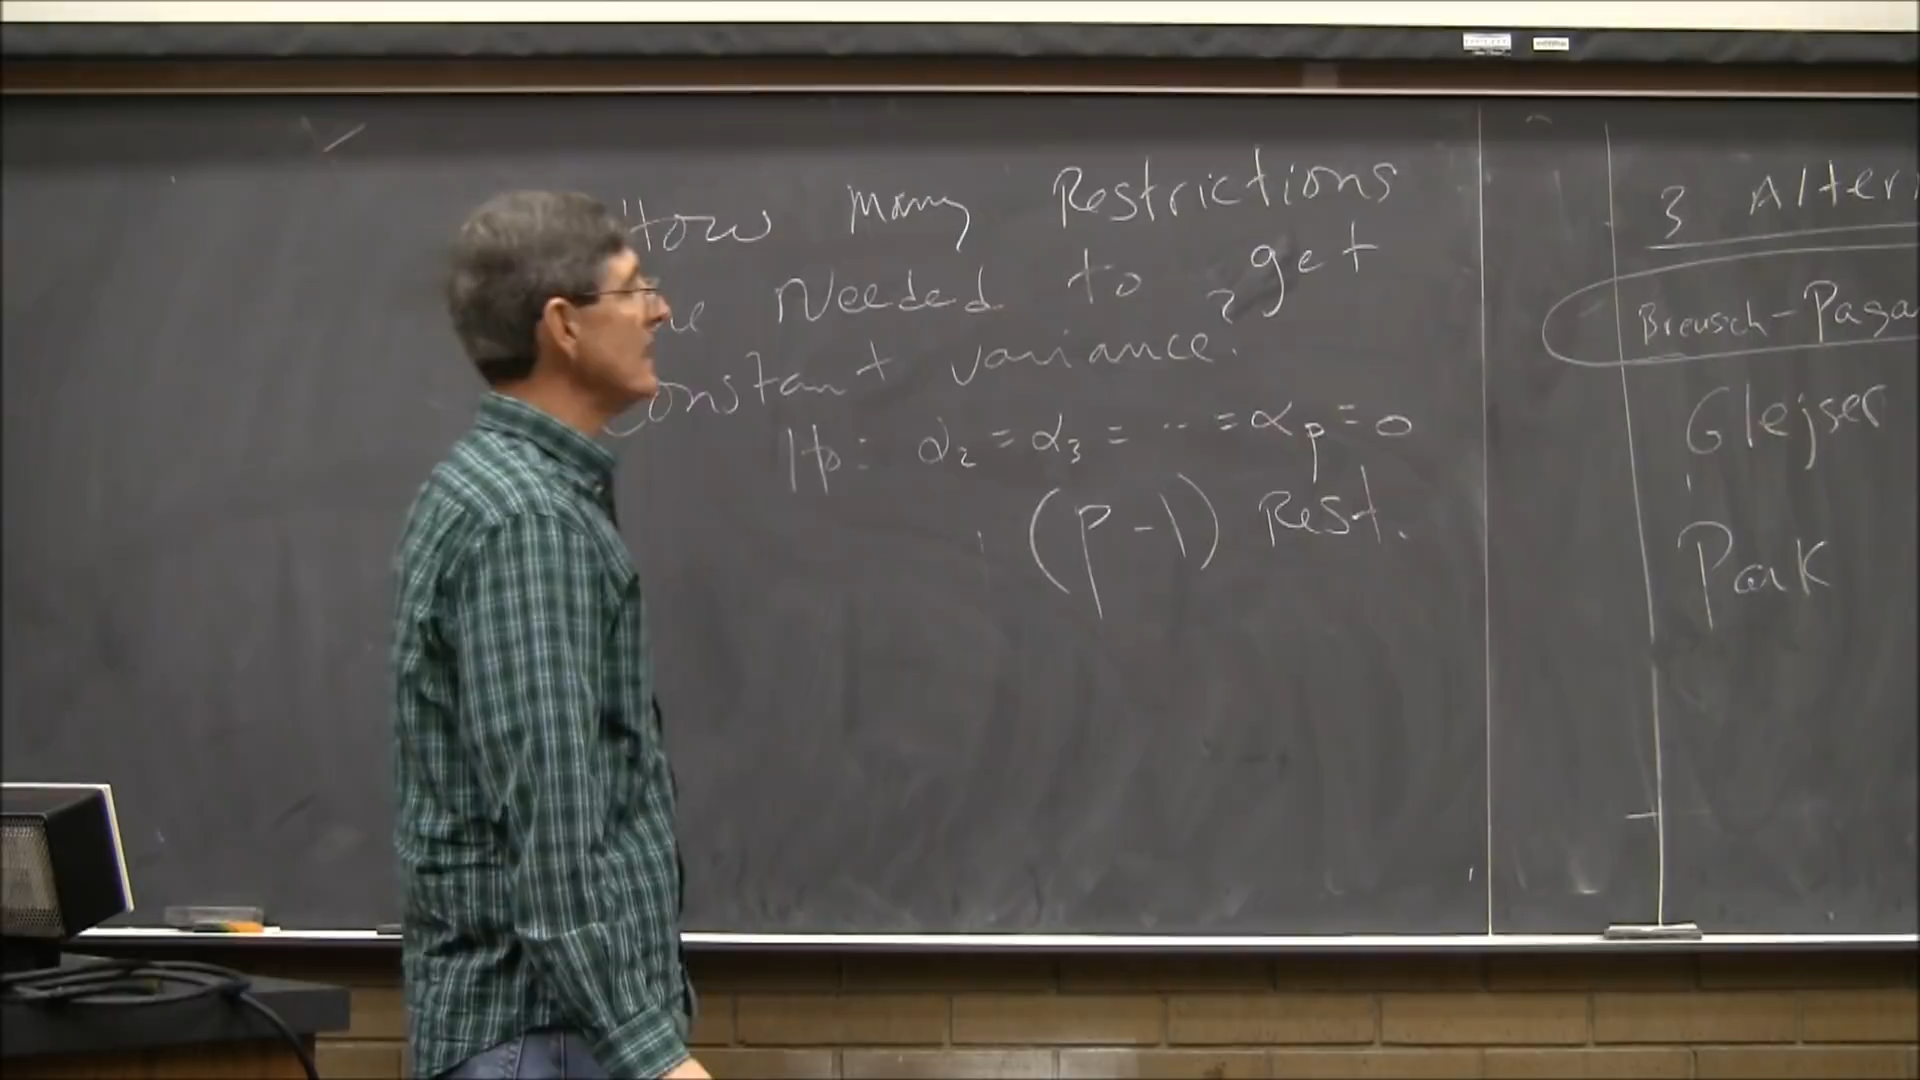 How many Restrictions
Needed to get
constant variance?
H₀: α₂ = α₃ = ... = αp = 0
(p-1) Rest.
3 Alter
Breusch-Paga
Glejser
Park